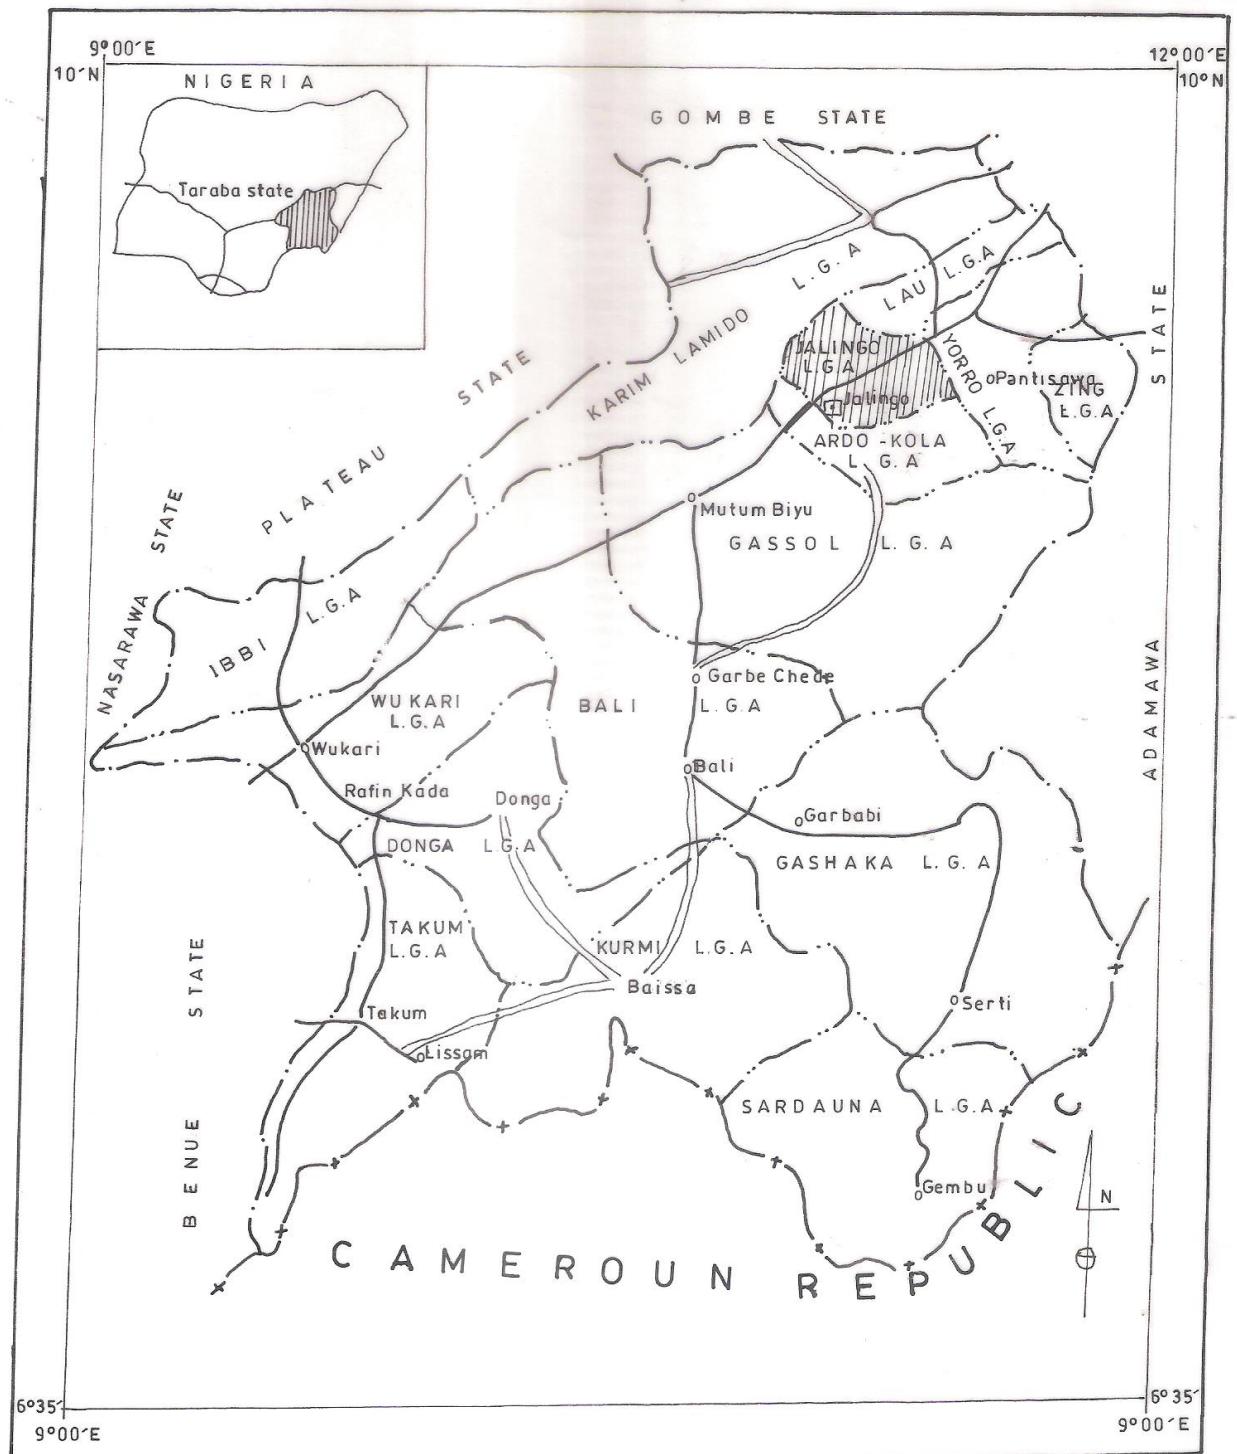 9°00´E
12°00´E
10´N
10°N
NIGERIA
Taraba state
GOMBE STATE
KARIM LAMIDO L.G.A
LAU L.G.A
JALINGO
L.G.A
Jalingo
YORRO L.G.A
Pantisawa
ZING
L.G.A
ARDO-KOLA
L G.A
PLATEAU STATE
NASARAWA STATE
ADAMAWA STATE
Mutum Biyu
GASSOL L.G.A
IBBI L.G.A
Garbe Chede
WUKARI
L.G.A
BALI L.G.A
Wukari
Bali
Rafin Kada
Donga
Garbabi
DONGA L.G.A
GASHAKA L.G.A
TAKUM
L.G.A
KURMI L.G.A
Baissa
Serti
Takum
Lissam
SARDAUNA L.G.A
Gembu
BENUE STATE
N
CAMEROUN REPUBLIC
6°35´
6°35´
9°00´E
9°00´E